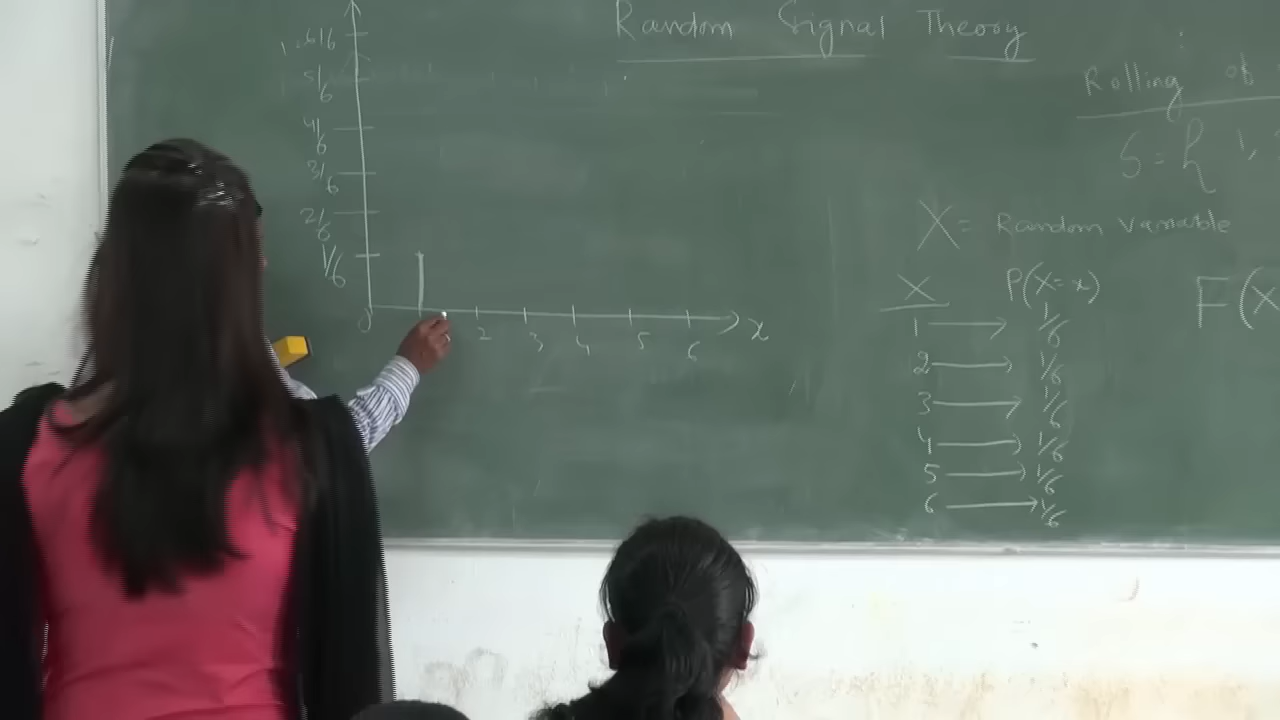 Random Signal Theory
Rolling of
S = { 1,
X = Random variable
X P(X=x)
1 → 1/6
2 → 1/6
3 → 1/6
4 → 1/6
5 → 1/6
6 → 1/6
F(X
6/6
5/6
4/6
3/6
2/6
1/6
0 2 3 4 5 6 x